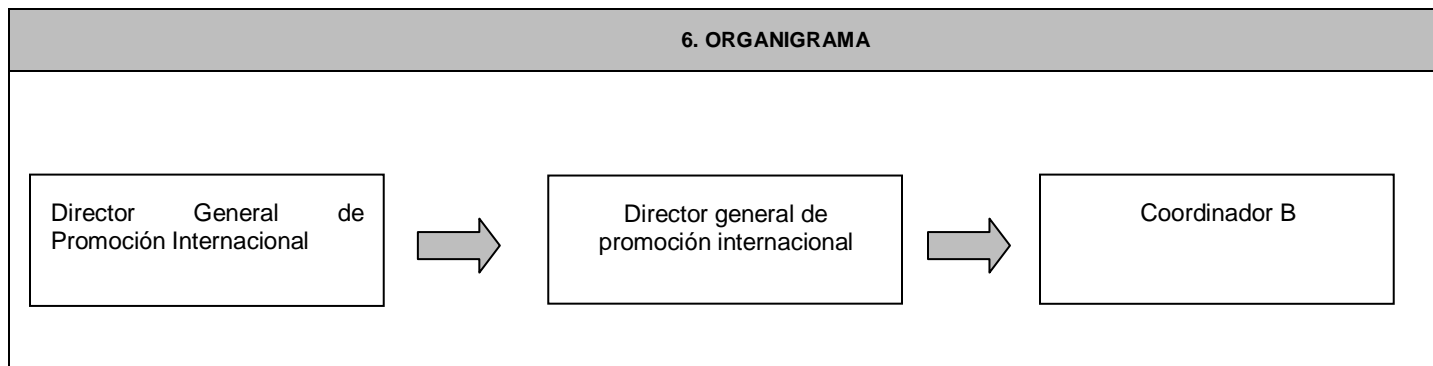 6. ORGANIGRAMA
Director General de
Promoción Internacional
Director general de
promoción internacional
Coordinador B